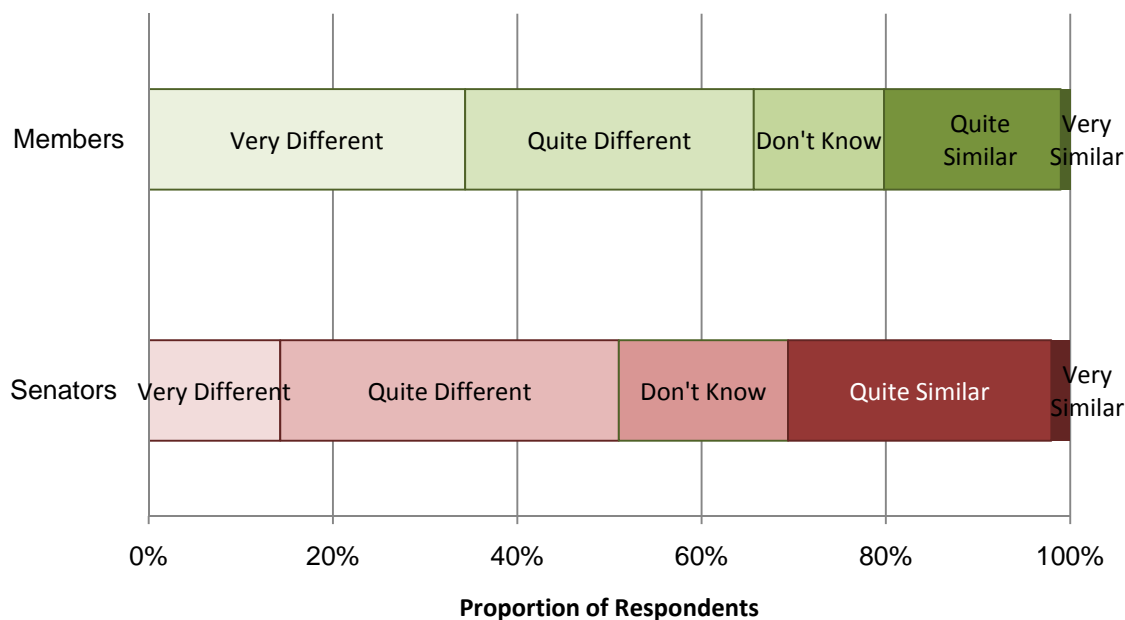 Members
Very Different
Quite Different
Don't Know
Quite
Similar
Very
Similar
Senators
Very Different
Quite Different
Don't Know
Quite Similar
Very
Similar
0%
20%
40%
60%
80%
100%
Proportion of Respondents